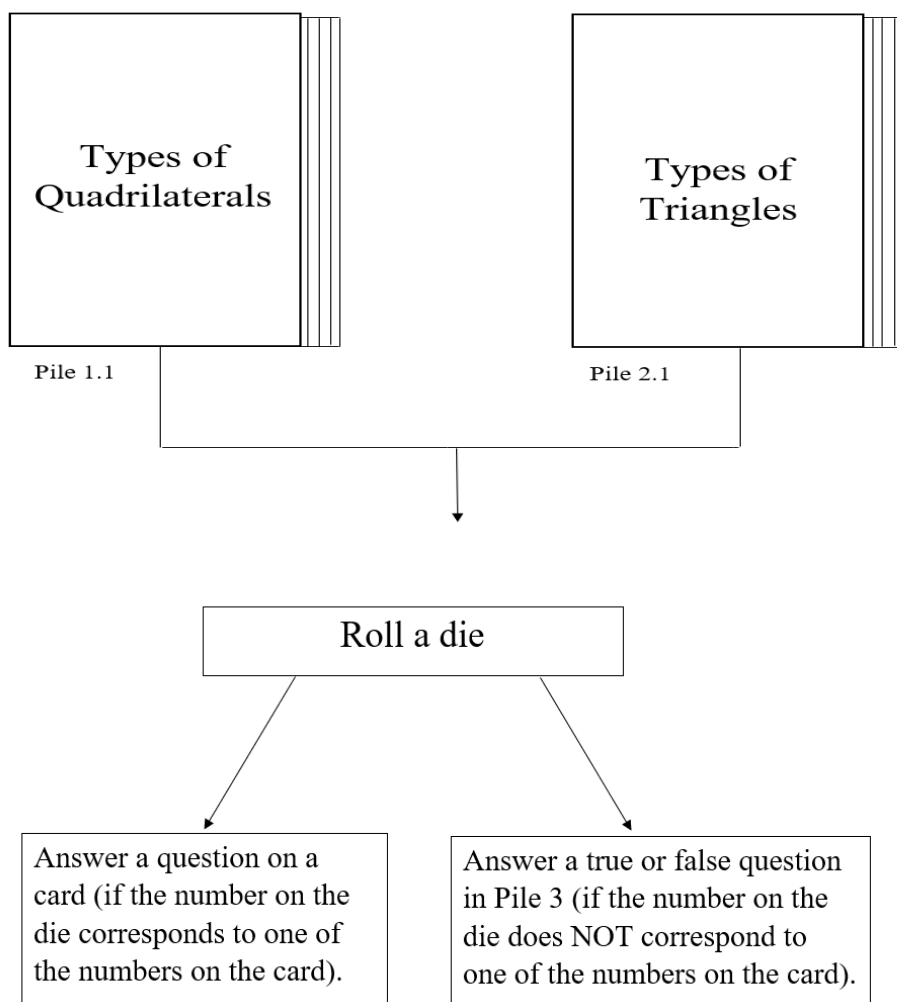 Types of
Quadrilaterals
Types of
Triangles
Pile 1.1
Pile 2.1
Roll a die
Answer a question on a
card (if the number on the
die corresponds to one of
the numbers on the card).
Answer a true or false question
in Pile 3 (if the number on the
die does NOT correspond to
one of the numbers on the card).